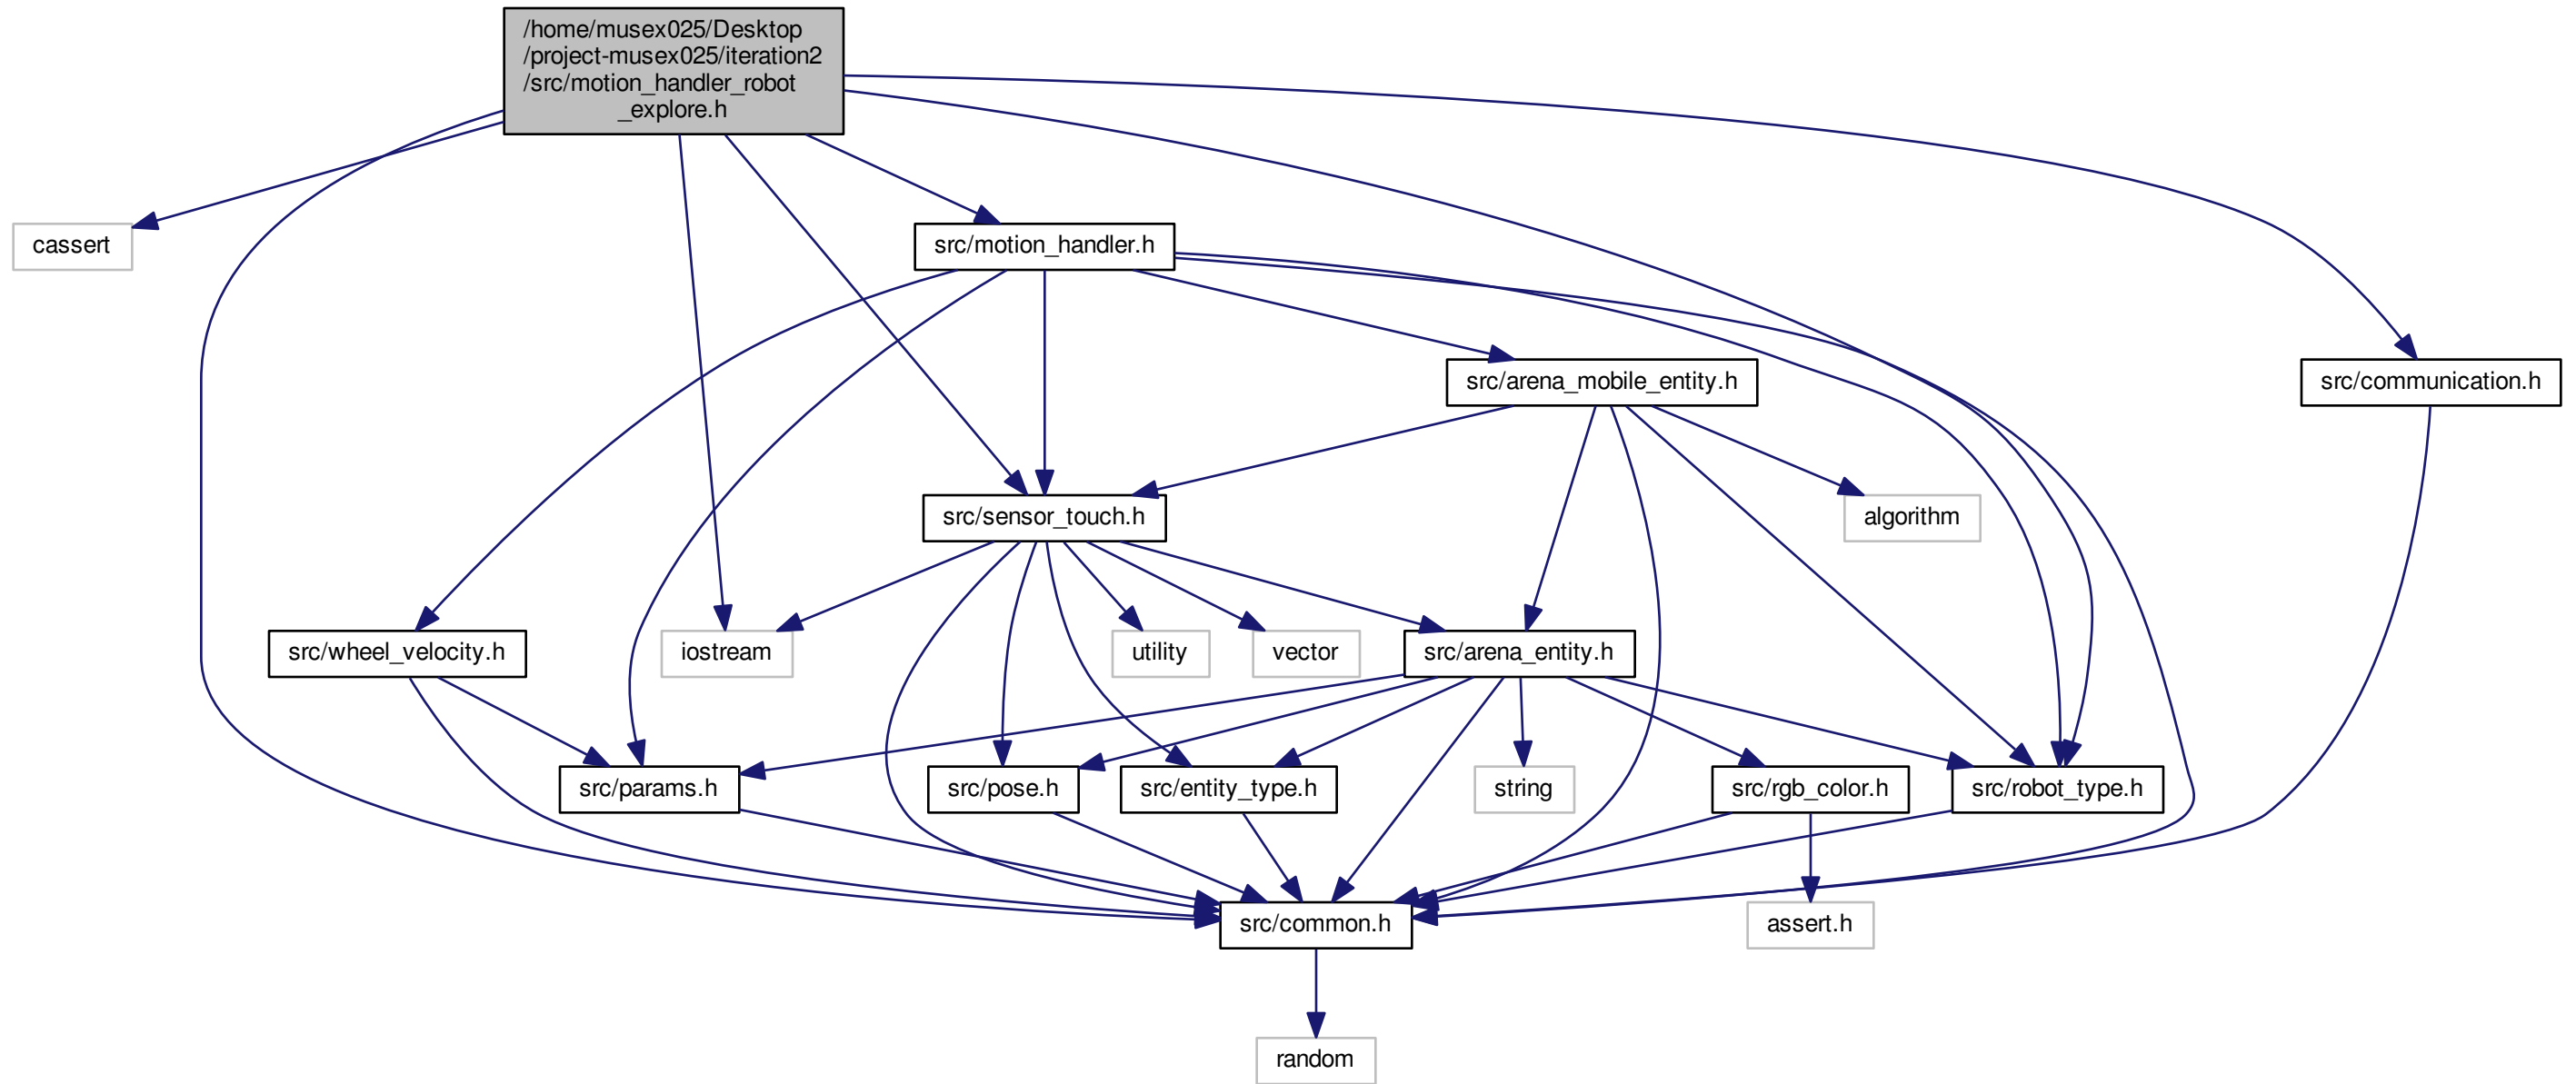 /home/musex025/Desktop
/project-musex025/iteration2
/src/motion_handler_robot
_explore.h
cassert
src/motion_handler.h
src/arena_mobile_entity.h
src/communication.h
src/sensor_touch.h
algorithm
src/wheel_velocity.h
iostream
utility
vector
src/arena_entity.h
src/params.h
src/pose.h
src/entity_type.h
string
src/rgb_color.h
src/robot_type.h
src/common.h
assert.h
random